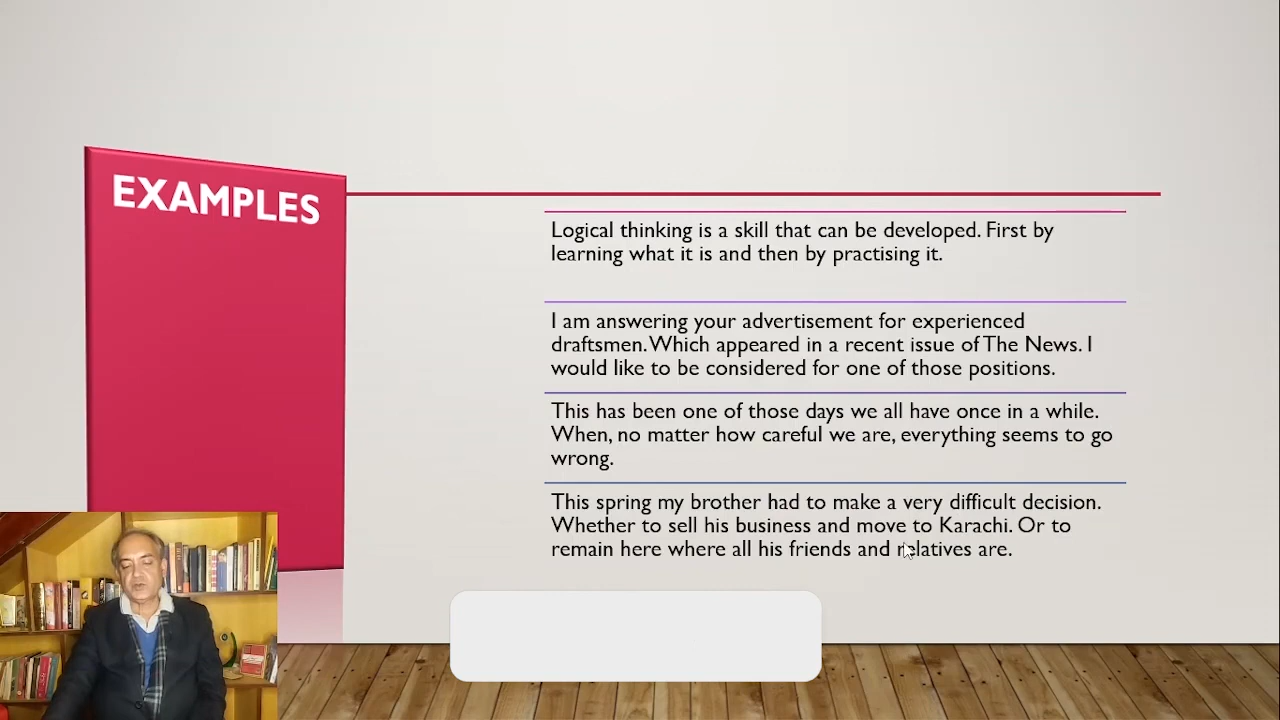 EXAMPLES
Logical thinking is a skill that can be developed. First by
learning what it is and then by practising it.
I am answering your advertisement for experienced
draftsmen. Which appeared in a recent issue of The News. I
would like to be considered for one of those positions.
This has been one of those days we all have once in a while.
When, no matter how careful we are, everything seems to go
wrong.
This spring my brother had to make a very difficult decision.
Whether to sell his business and move to Karachi. Or to
remain here where all his friends and relatives are.